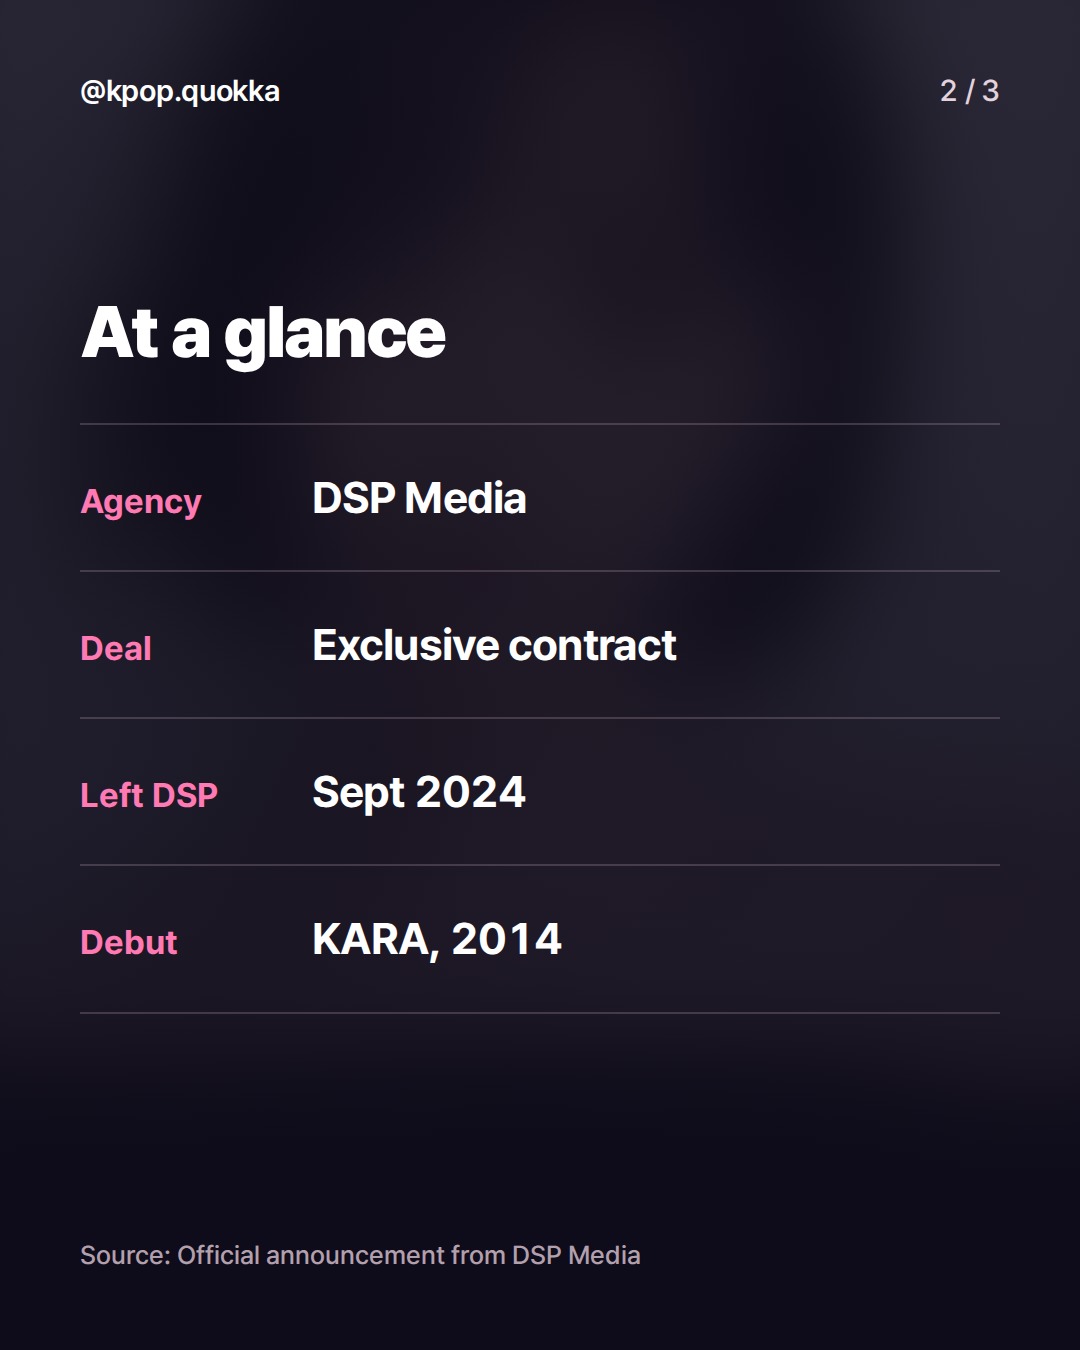 @kpop.quokka
2 / 3
At a glance
Agency
DSP Media
Deal
Exclusive contract
Left DSP
Sept 2024
Debut
KARA, 2014
Source: Official announcement from DSP Media